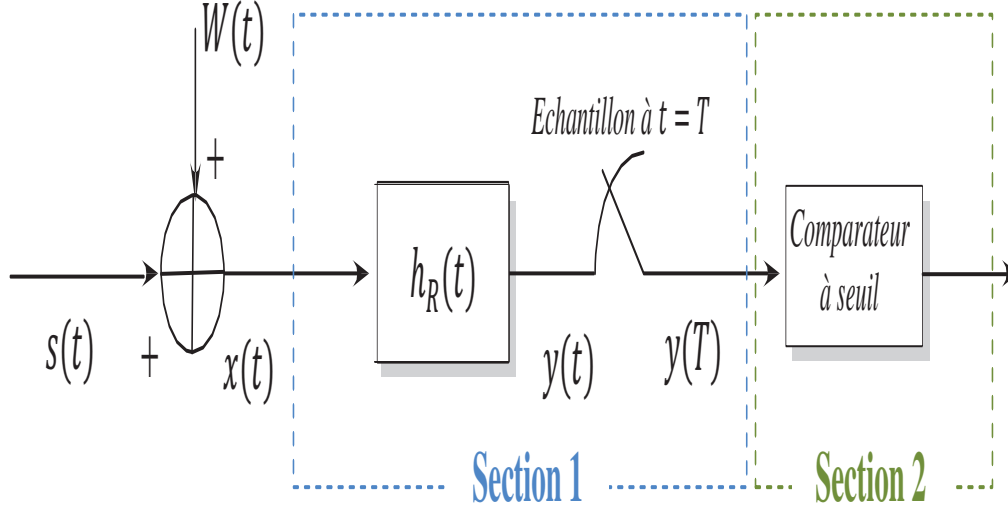 W(t)
Echantillon à t = T
+
Comparateur
à seuil
h_R(t)
s(t)
+
x(t)
y(t)
y(T)
Section 1
Section 2